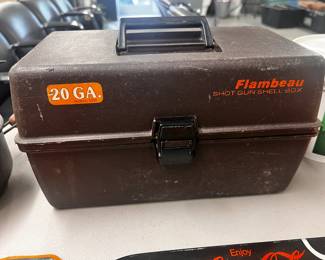 Flambeau
20 GA.
SHOT GUN SHELL BOX
Enjoy